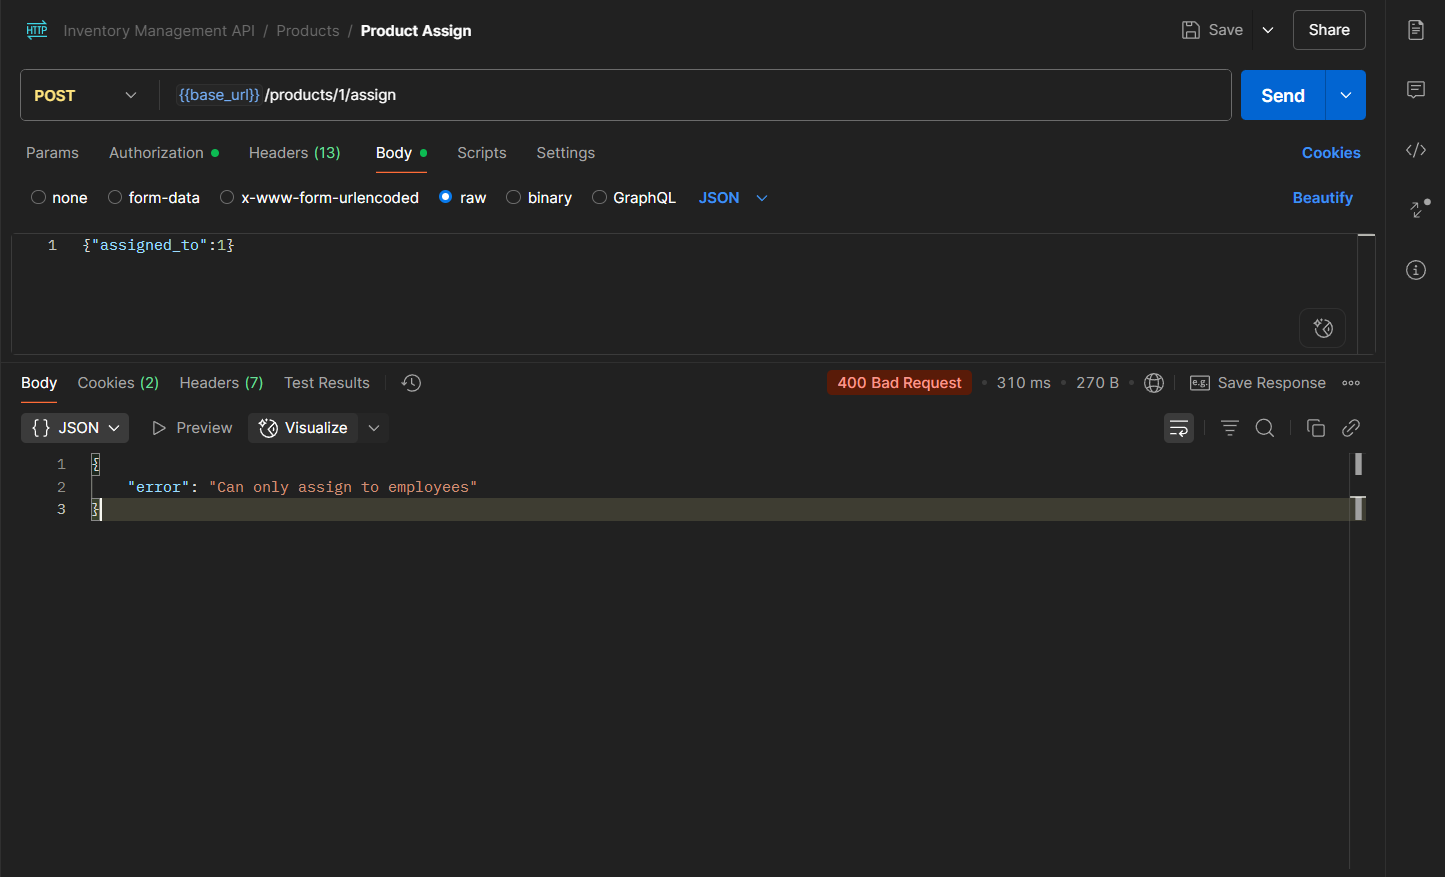 HTTP Inventory Management API / Products / Product Assign Save Share
POST {{base_url}} /products/1/assign Send
Params Authorization Headers (13) Body Scripts Settings Cookies
none form-data x-www-form-urlencoded raw binary GraphQL JSON Beautify
1 {"assigned_to":1}
Body Cookies (2) Headers (7) Test Results 400 Bad Request • 310 ms • 270 B • e.g. Save Response
{} JSON Preview Visualize
1 {
2 "error": "Can only assign to employees"
3 }